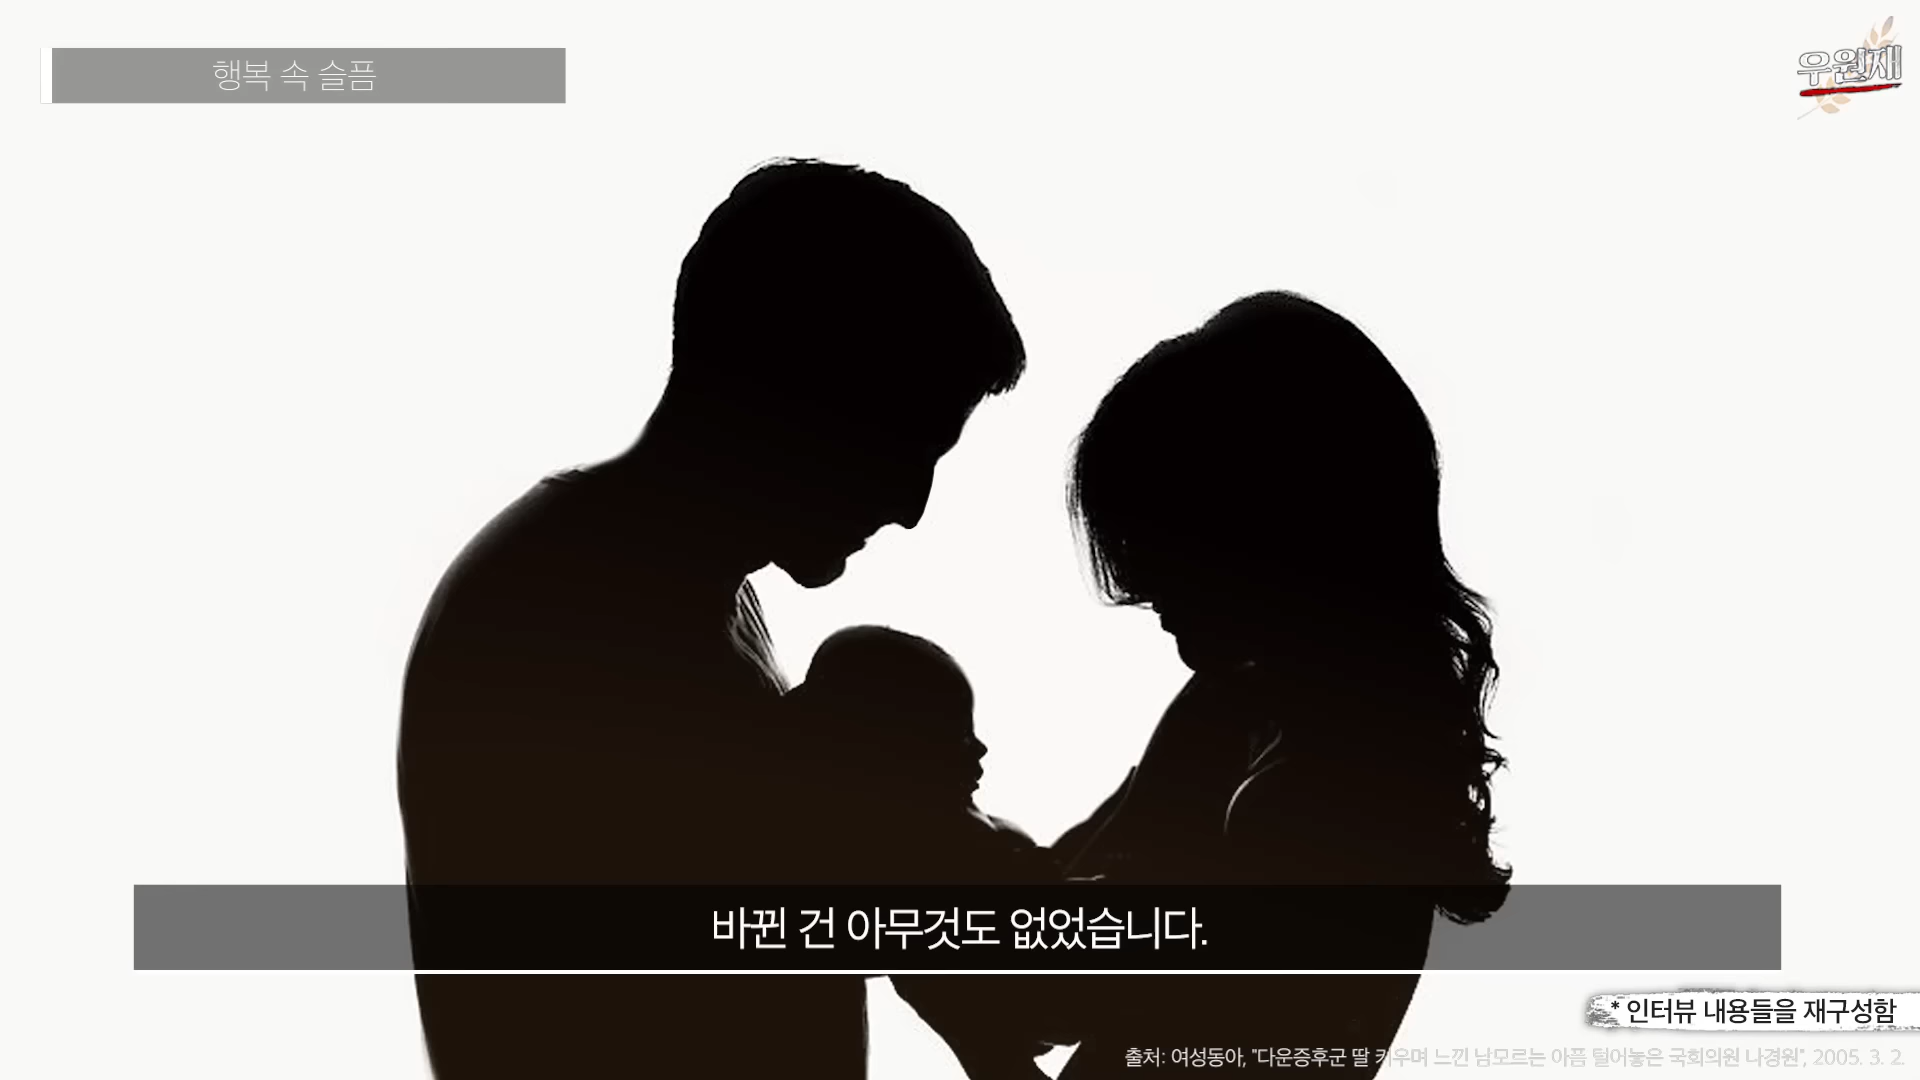 행복 속 슬픔
우원재
바뀐 건 아무것도 없었습니다.
* 인터뷰 내용들을 재구성함
출처: 여성동아, "다운증후군 딸 키우며 느낀 남모르는 아픔 털어놓은 국회의원 나경원", 2005. 3. 2.